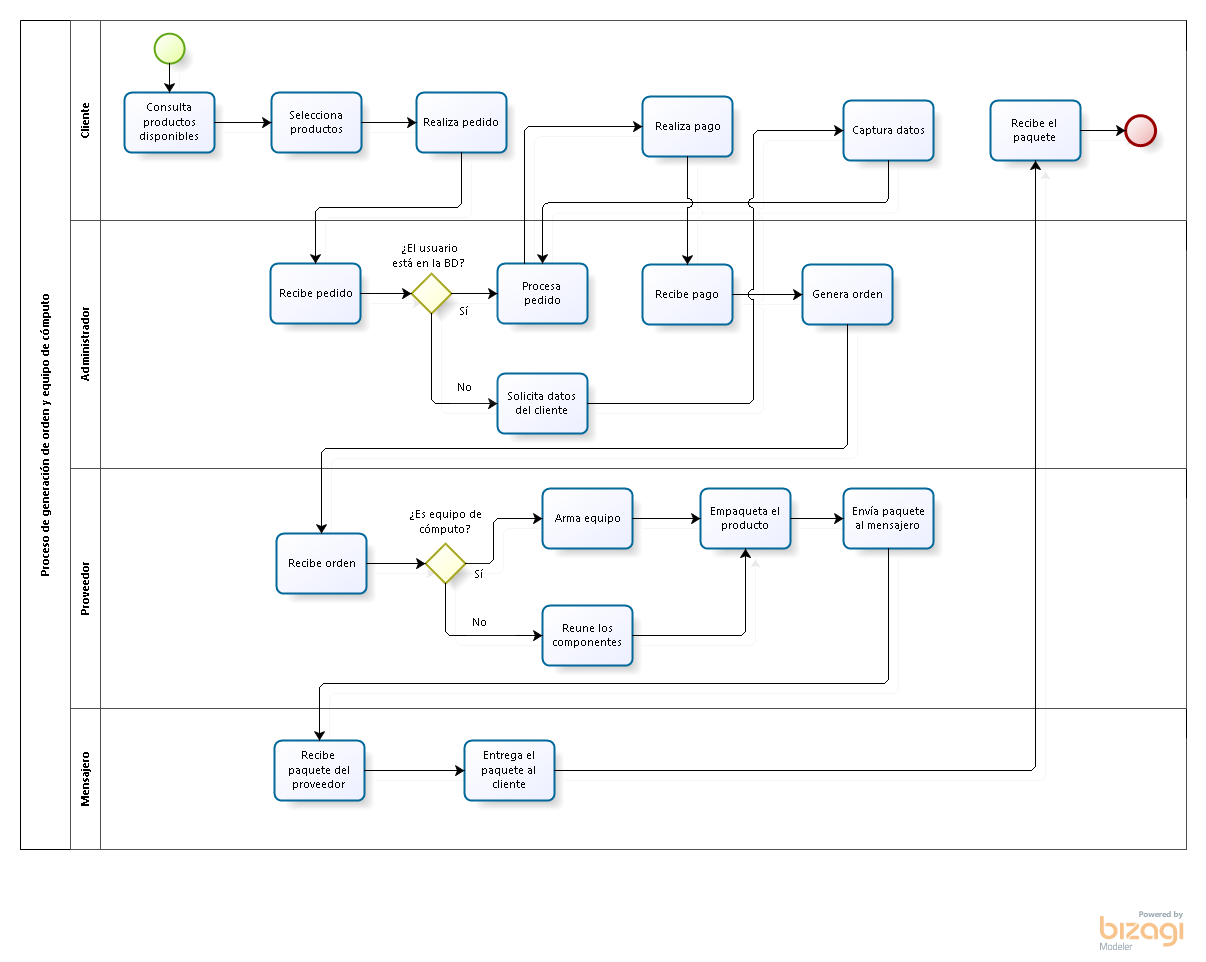 Proceso de generación de orden y equipo de cómputo
Cliente
Consulta
productos
disponibles
Selecciona
productos
Realiza pedido
Realiza pago
Captura datos
Recibe el
paquete
Administrador
Recibe pedido
¿El usuario
está en la BD?
Sí
No
Procesa
pedido
Solicita datos
del cliente
Recibe pago
Genera orden
Proveedor
Recibe orden
¿Es equipo de
cómputo?
Sí
No
Arma equipo
Reune los
componentes
Empaqueta el
producto
Envía paquete
al mensajero
Mensajero
Recibe
paquete del
proveedor
Entrega el
paquete al
cliente
Powered by
bizagi
Modeler